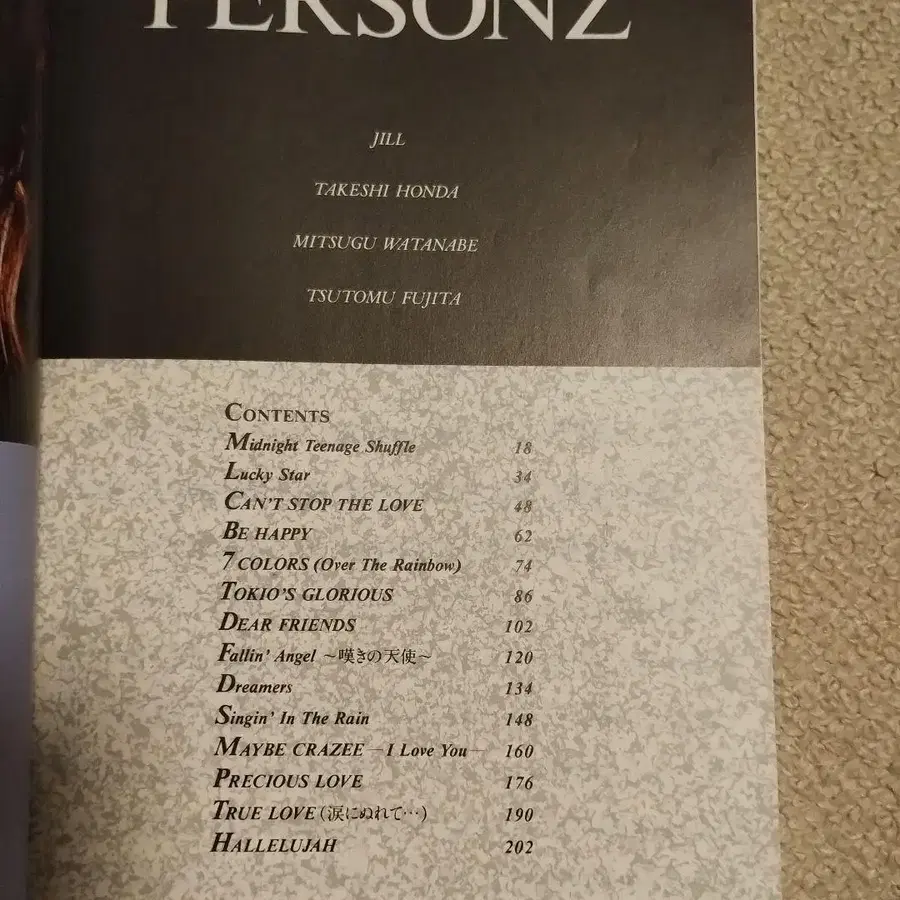 PERSONZ
JILL
TAKESHI HONDA
MITSUGU WATANABE
TSUTOMU FUJITA
CONTENTS
Midnight Teenage Shuffle 18
Lucky Star 34
CAN'T STOP THE LOVE 48
BE HAPPY 62
7 COLORS (Over The Rainbow) 74
TOKIO'S GLORIOUS 86
DEAR FRIENDS 102
Fallin' Angel ～嘆きの天使～ 120
Dreamers 134
Singin' In The Rain 148
MAYBE CRAZEE —I Love You— 160
PRECIOUS LOVE 176
TRUE LOVE (涙にぬれて…) 190
HALLELUJAH 202